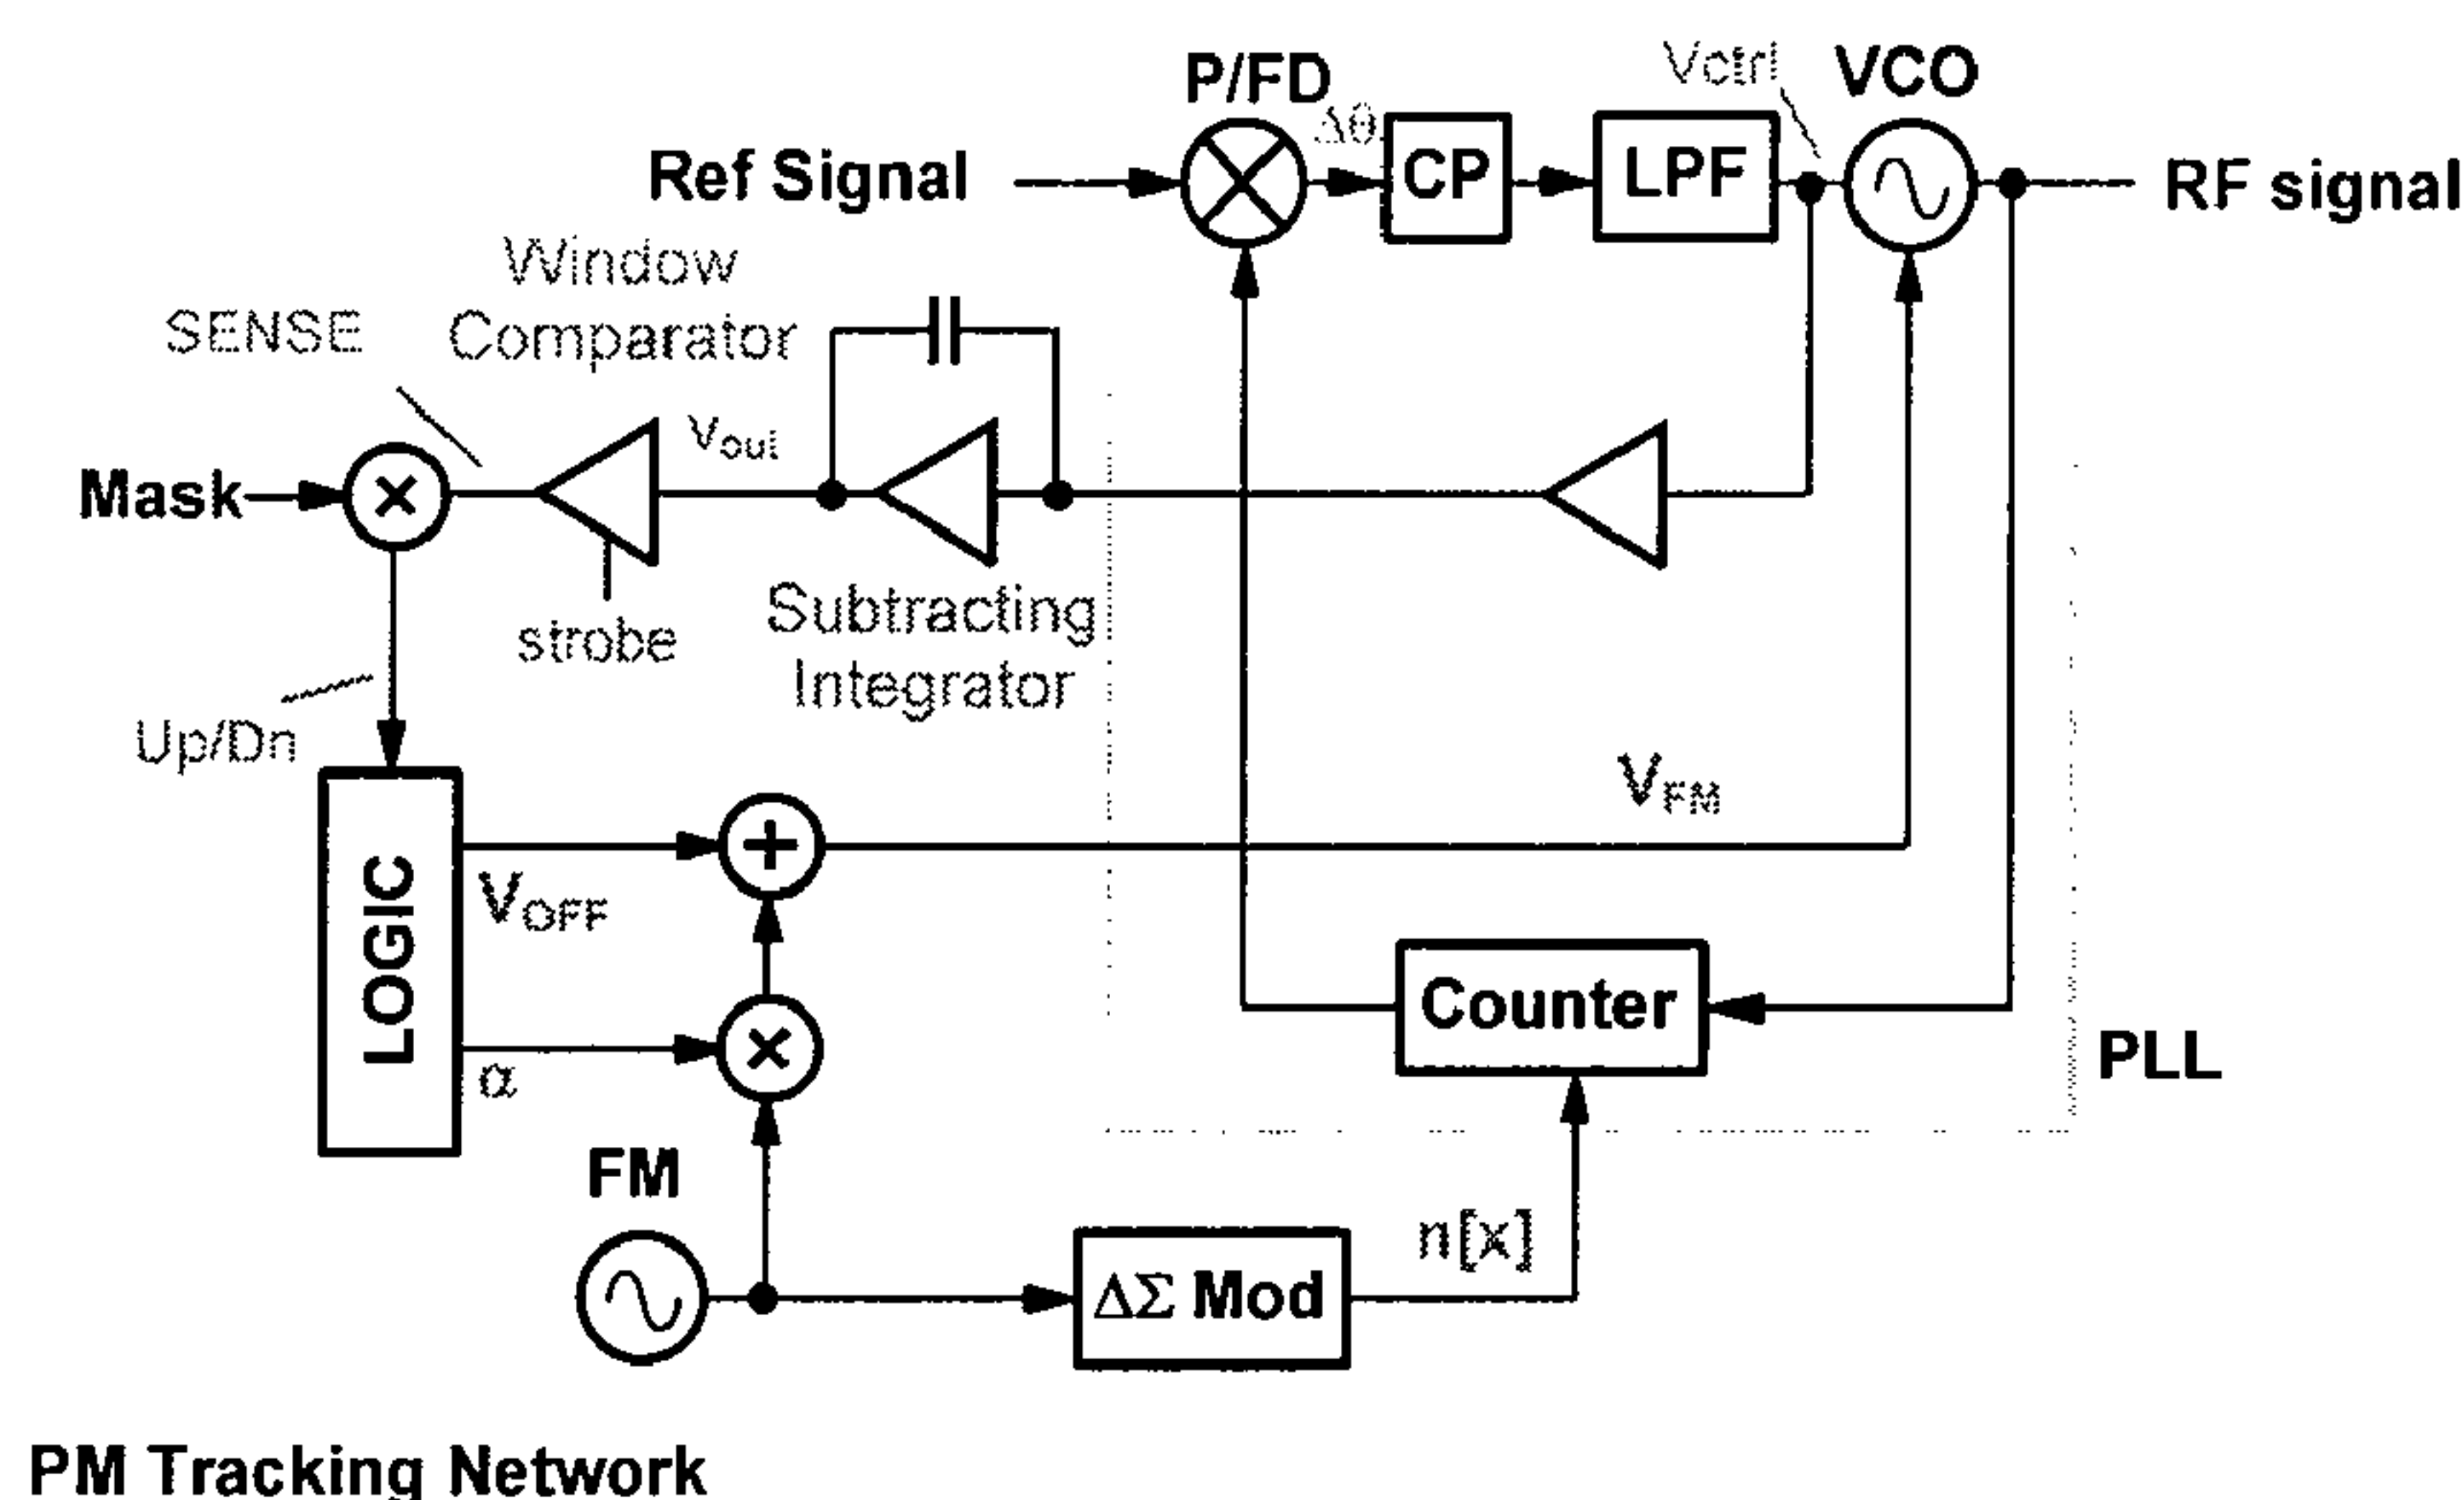 P/FD
Δθ
CP
LPF
Vctrl
VCO
Ref Signal
RF signal
Window
Comparator
SENSE
Mask
Vout
strobe
Subtracting
Integrator
Up/Dn
LOGIC
VOFF
α
+
×
VFM
Counter
PLL
FM
ΔΣ Mod
n[x]
PM Tracking Network